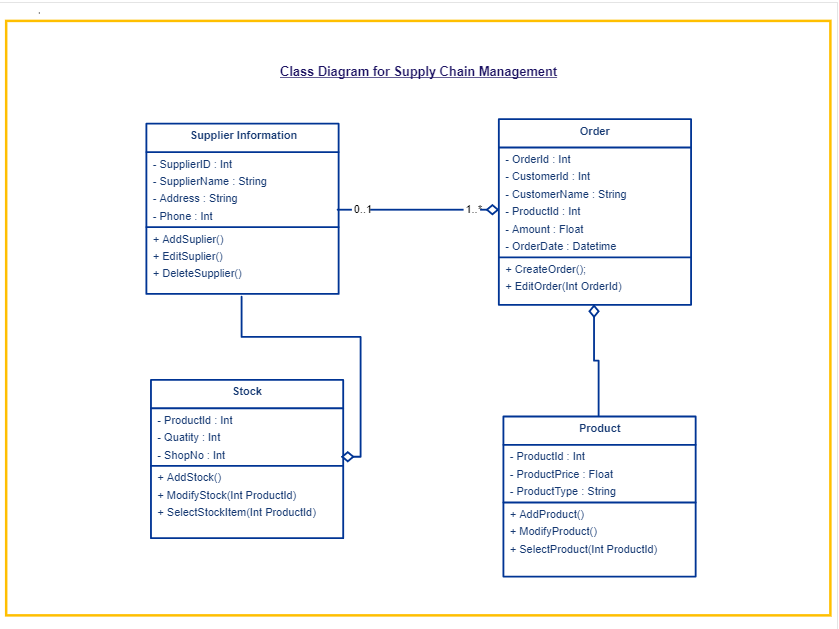 Class Diagram for Supply Chain Management
Supplier Information
- SupplierID : Int
- SupplierName : String
- Address : String
- Phone : Int
+ AddSuplier()
+ EditSuplier()
+ DeleteSupplier()
0..1
1..*
Order
- OrderId : Int
- CustomerId : Int
- CustomerName : String
- ProductId : Int
- Amount : Float
- OrderDate : Datetime
+ CreateOrder();
+ EditOrder(Int OrderId)
Stock
- ProductId : Int
- Quatity : Int
- ShopNo : Int
+ AddStock()
+ ModifyStock(Int ProductId)
+ SelectStockItem(Int ProductId)
Product
- ProductId : Int
- ProductPrice : Float
- ProductType : String
+ AddProduct()
+ ModifyProduct()
+ SelectProduct(Int ProductId)